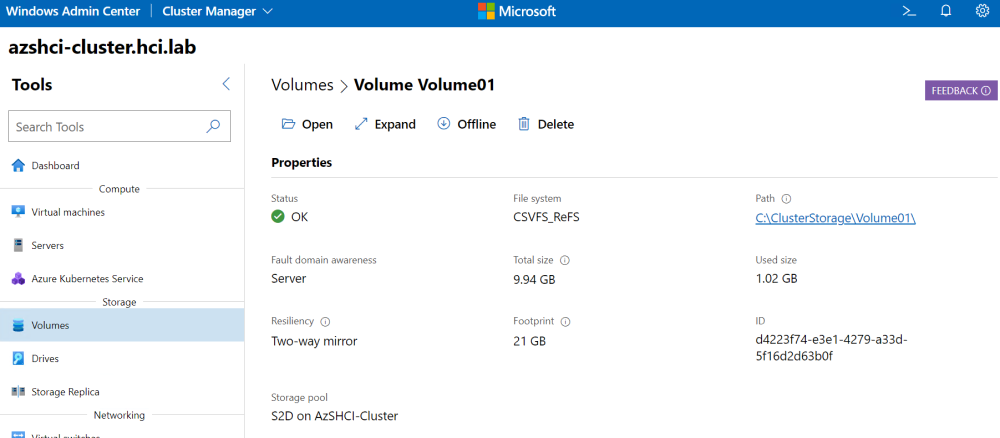 Windows Admin Center | Cluster Manager
Microsoft
azshci-cluster.hci.lab
Tools
Search Tools
Dashboard
Compute
Virtual machines
Servers
Azure Kubernetes Service
Storage
Volumes
Drives
Storage Replica
Networking
Virtual switches
Volumes > Volume Volume01
FEEDBACK
Open Expand Offline Delete
Properties
Status File system Path
OK CSVFS_ReFS C:\ClusterStorage\Volume01\
Fault domain awareness Total size Used size
Server 9.94 GB 1.02 GB
Resiliency Footprint ID
Two-way mirror 21 GB d4223f74-e3e1-4279-a33d-
5f16d2d63b0f
Storage pool
S2D on AzSHCI-Cluster